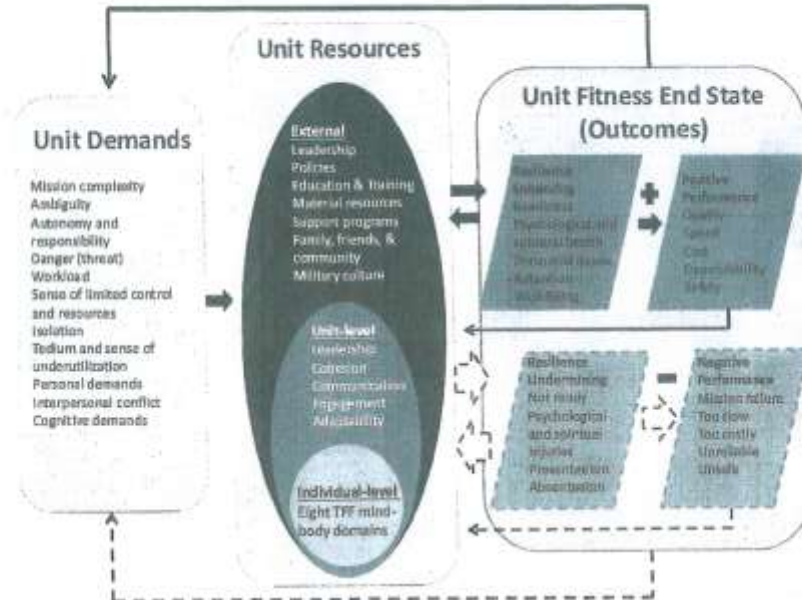 Unit Resources
Unit Demands
Mission complexity
Ambiguity
Autonomy and
responsibility
Danger (threat)
Workload
Sense of limited control
and resources
Isolation
Tedium and sense of
underutilization
Personal demands
Interpersonal conflict
Cognitive demands
External
Leadership
Policies
Education & Training
Material resources
Support programs
Family, friends, &
community
Military culture
Unit-level
Leadership
Cohesion
Communication
Engagement
Adaptability
Individual-level
Eight TFF mind-
body domains
Unit Fitness End State
(Outcomes)
Resilience
Enhancing
Readiness
Psychological and
spiritual health
Retention
Well-being
+
Positive
Performance
Quality
Speed
Cost
Dependability
Safety
Resilience
Undermining
Not ready
Psychological
and spiritual
injuries
Presenteeism
Absenteeism
-
Negative
Performance
Mission failure
Too slow
Too costly
Unreliable
Unsafe